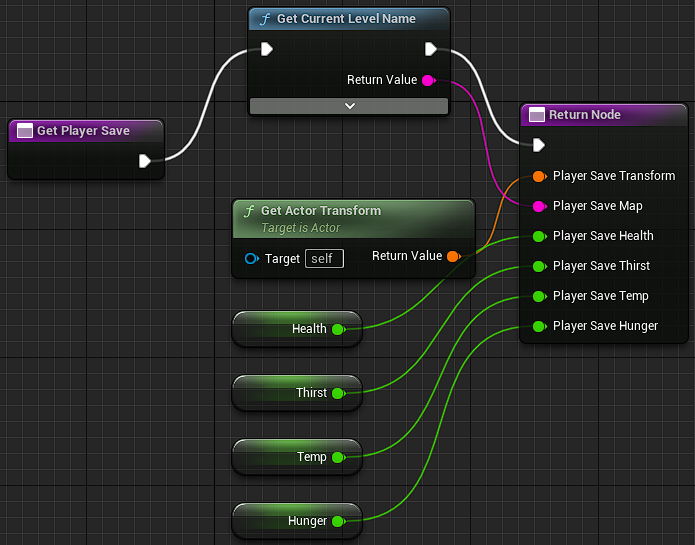 Get Current Level Name
Return Value
Get Player Save
Return Node
Player Save Transform
Player Save Map
Player Save Health
Player Save Thirst
Player Save Temp
Player Save Hunger
Get Actor Transform
Target is Actor
Target self Return Value
Health
Thirst
Temp
Hunger